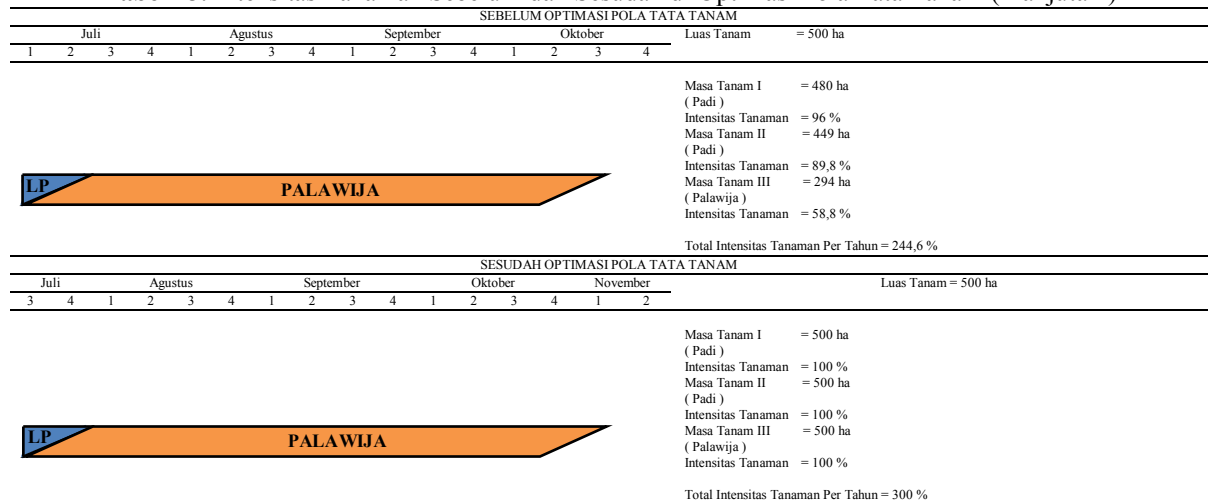 SEBELUM OPTIMASI POLA TATA TANAM
Juli Agustus September Oktober Luas Tanam = 500 ha
1 2 3 4 1 2 3 4 1 2 3 4 1 2 3 4
Masa Tanam I = 480 ha
( Padi )
Intensitas Tanaman = 96 %
Masa Tanam II = 449 ha
( Padi )
Intensitas Tanaman = 89,8 %
Masa Tanam III = 294 ha
( Palawija )
Intensitas Tanaman = 58,8 %
LP PALAWIJA
Total Intensitas Tanaman Per Tahun = 244,6 %
SESUDAH OPTIMASI POLA TATA TANAM
Juli Agustus September Oktober November Luas Tanam = 500 ha
3 4 1 2 3 4 1 2 3 4 1 2 3 4 1 2
Masa Tanam I = 500 ha
( Padi )
Intensitas Tanaman = 100 %
Masa Tanam II = 500 ha
( Padi )
Intensitas Tanaman = 100 %
Masa Tanam III = 500 ha
( Palawija )
Intensitas Tanaman = 100 %
LP PALAWIJA
Total Intensitas Tanaman Per Tahun = 300 %